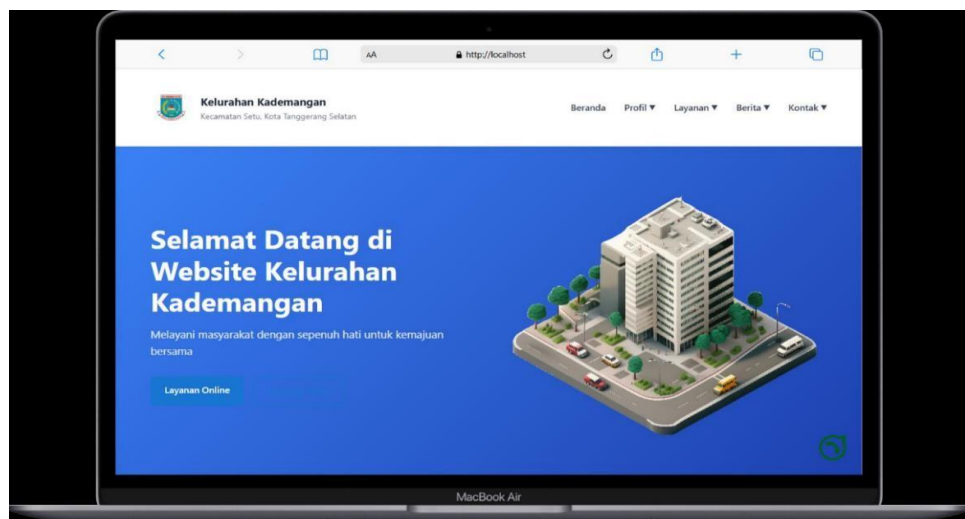 AA
http://localhost
Kelurahan Kademangan
Kecamatan Setu, Kota Tanggerang Selatan
Beranda
Profil ▼
Layanan ▼
Berita ▼
Kontak ▼
Selamat Datang di
Website Kelurahan
Kademangan
Melayani masyarakat dengan sepenuh hati untuk kemajuan
bersama
Layanan Online
MacBook Air